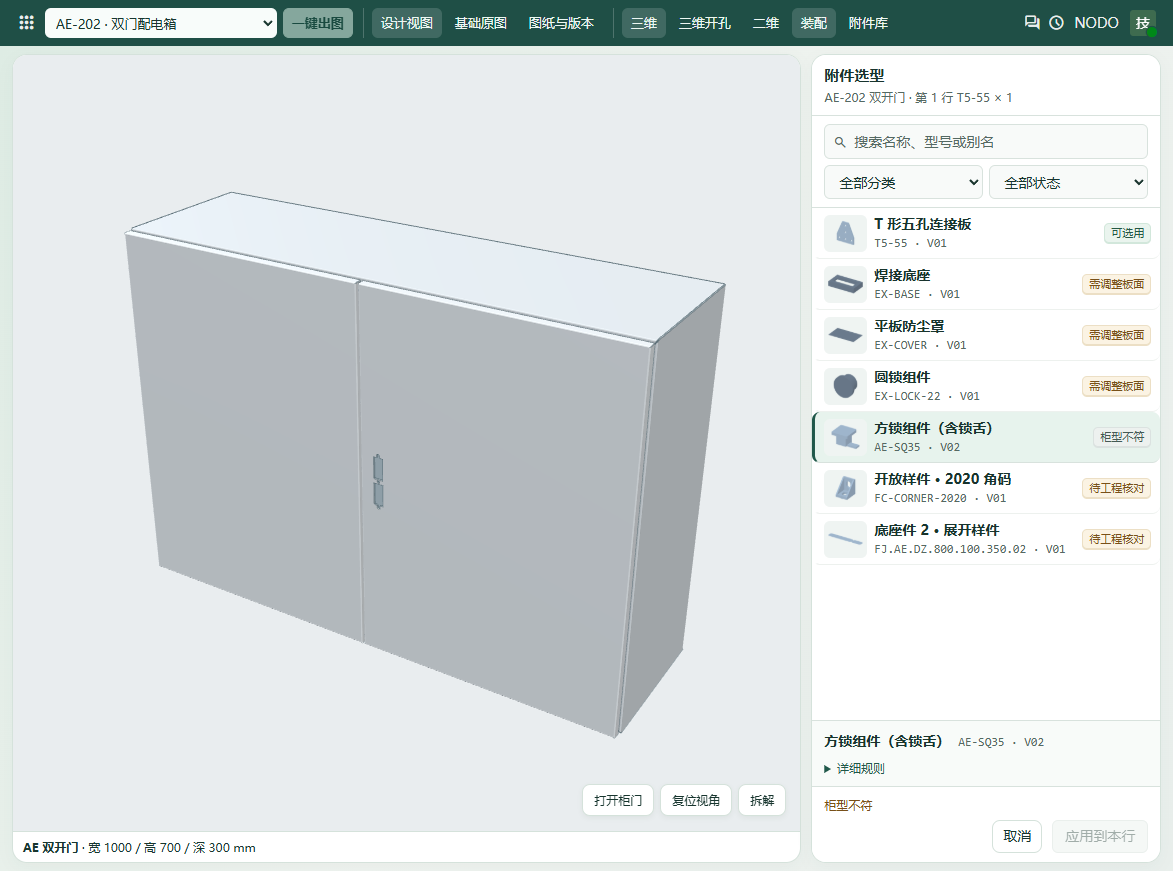 AE-202 · 双门配电箱
一键出图
设计视图
基础原图
图纸与版本
三维
三维开孔
二维
装配
附件库
NODO
技
附件选型
AE-202 双开门 · 第 1 行 T5-55 × 1
搜索名称、型号或别名
全部分类
全部状态
T 形五孔连接板
T5-55 · V01
可选用
焊接底座
EX-BASE · V01
需调整板面
平板防尘罩
EX-COVER · V01
需调整板面
圆锁组件
EX-LOCK-22 · V01
需调整板面
方锁组件（含锁舌）
AE-SQ35 · V02
柜型不符
开放样件 • 2020 角码
FC-CORNER-2020 · V01
待工程核对
底座件 2 • 展开样件
FJ.AE.DZ.800.100.350.02 · V01
待工程核对
方锁组件（含锁舌） AE-SQ35 · V02
详细规则
柜型不符
取消
应用到本行
打开柜门
复位视角
拆解
AE 双开门 · 宽 1000 / 高 700 / 深 300 mm